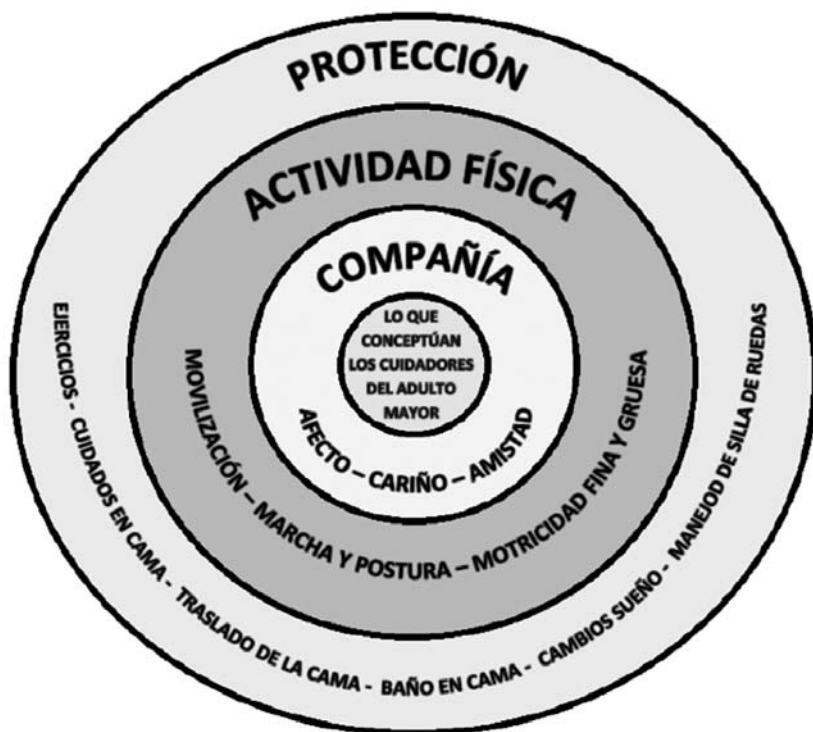 PROTECCIÓN
ACTIVIDAD FÍSICA
COMPAÑÍA
LO QUE
CONCEPTÚAN
LOS CUIDADORES
DEL ADULTO
MAYOR
AFECTO – CARIÑO – AMISTAD
MOVILIZACIÓN – MARCHA Y POSTURA – MOTRICIDAD FINA Y GRUESA
EJERCICIOS - CUIDADOS EN CAMA - TRASLADO DE LA CAMA - BAÑO EN CAMA - CAMBIOS SUEÑO - MANEJOD DE SILLA DE RUEDAS